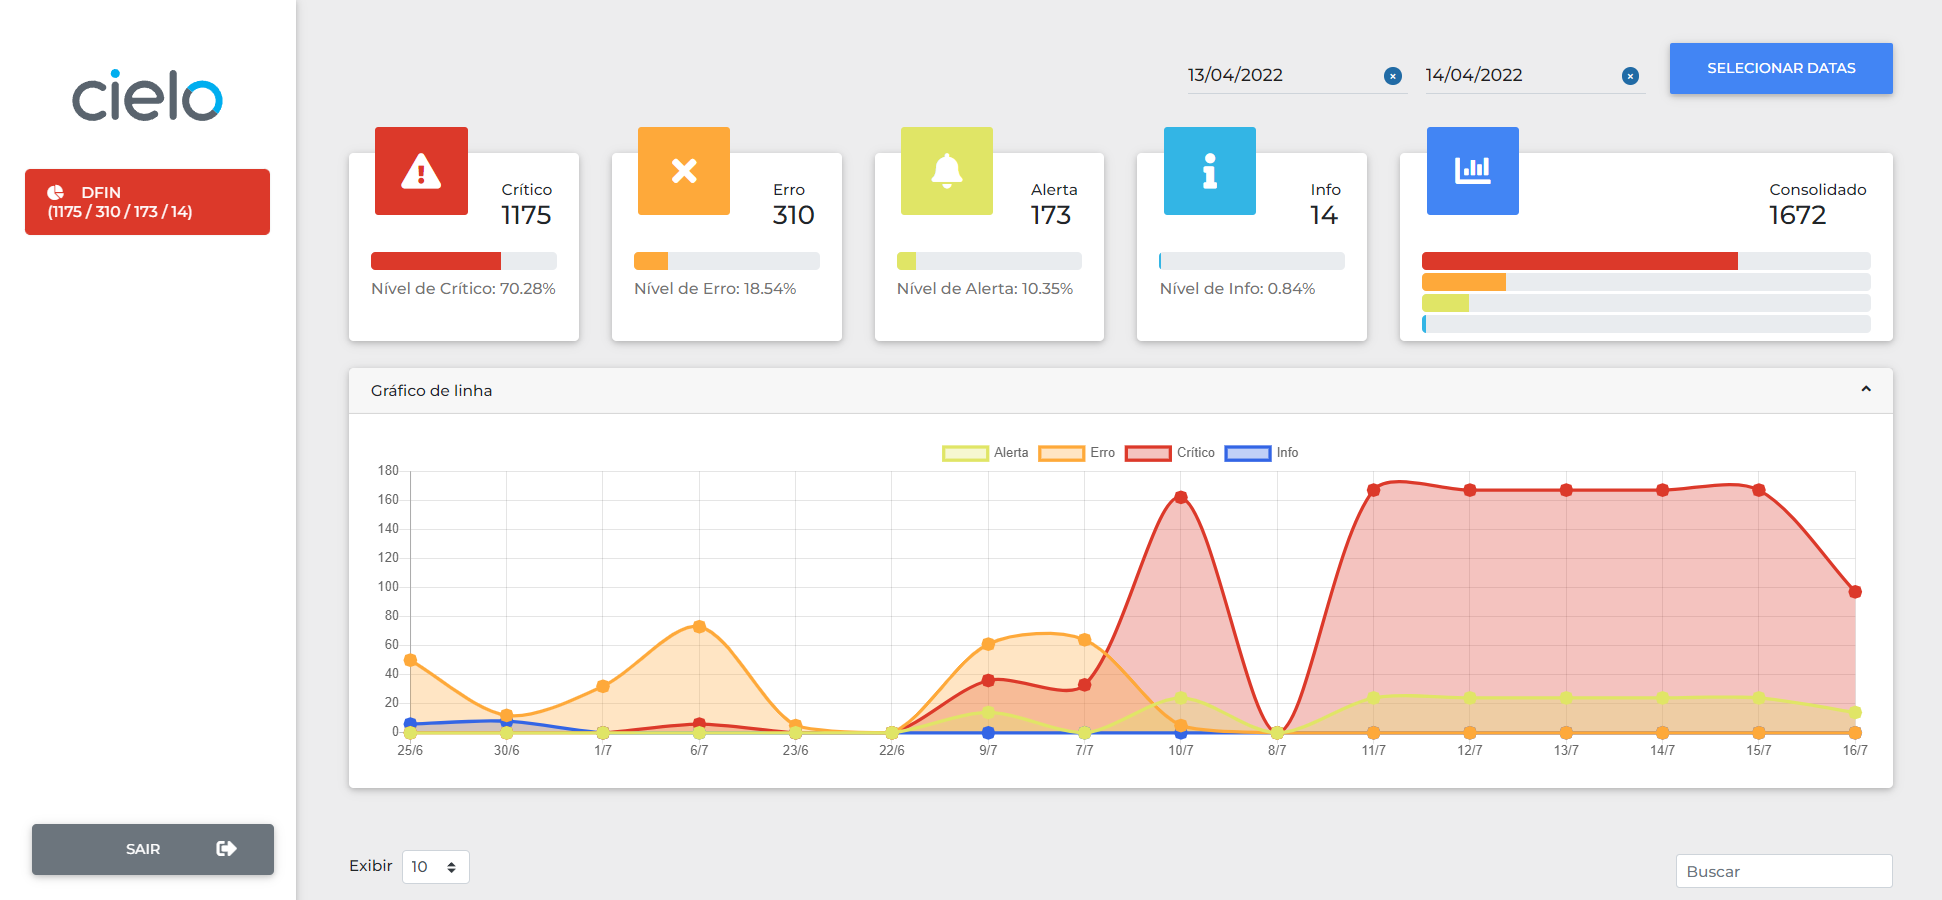 cielo
DFIN
(1175 / 310 / 173 / 14)
SAIR
13/04/2022
14/04/2022
SELECIONAR DATAS
Crítico
1175
Nível de Crítico: 70.28%
Erro
310
Nível de Erro: 18.54%
Alerta
173
Nível de Alerta: 10.35%
Info
14
Nível de Info: 0.84%
Consolidado
1672
Gráfico de linha
Alerta Erro Crítico Info
180
160
140
120
100
80
60
40
20
0
25/6 30/6 1/7 6/7 23/6 22/6 9/7 7/7 10/7 8/7 11/7 12/7 13/7 14/7 15/7 16/7
Exibir 10
Buscar